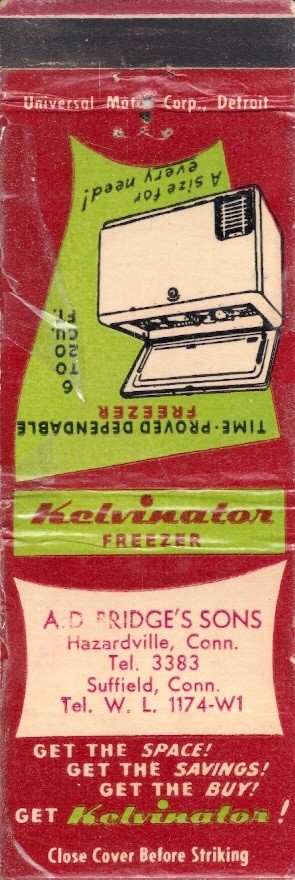 Universal Match Corp., Detroit
A size for
every need!
6
TO
20
CU.
FT.
TIME-PROVED DEPENDABLE
FREEZER
Kelvinator
FREEZER
A.D. BRIDGE'S SONS
Hazardville, Conn.
Tel. 3383
Suffield, Conn.
Tel. W. L. 1174-W1
GET THE SPACE!
GET THE SAVINGS!
GET THE BUY!
GET Kelvinator!
Close Cover Before Striking